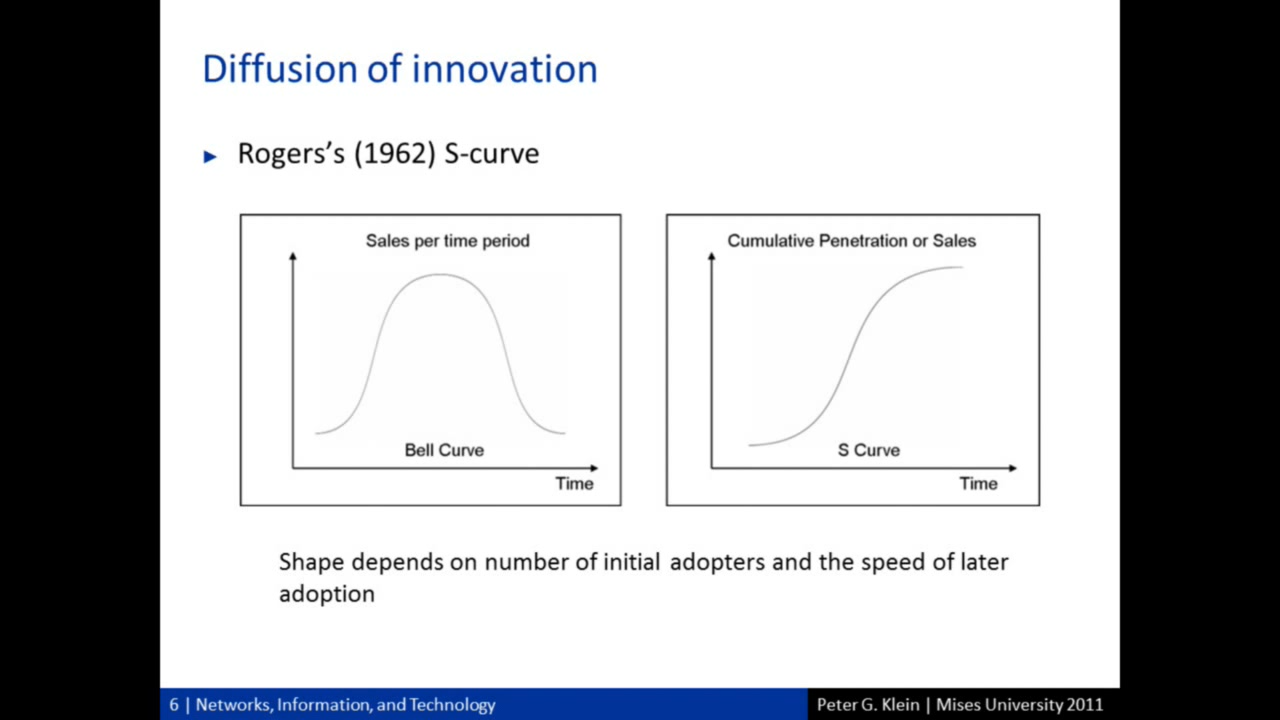 Diffusion of innovation
► Rogers’s (1962) S-curve
Sales per time period
Bell Curve
Time
Cumulative Penetration or Sales
S Curve
Time
Shape depends on number of initial adopters and the speed of later
adoption
6 | Networks, Information, and Technology
Peter G. Klein | Mises University 2011